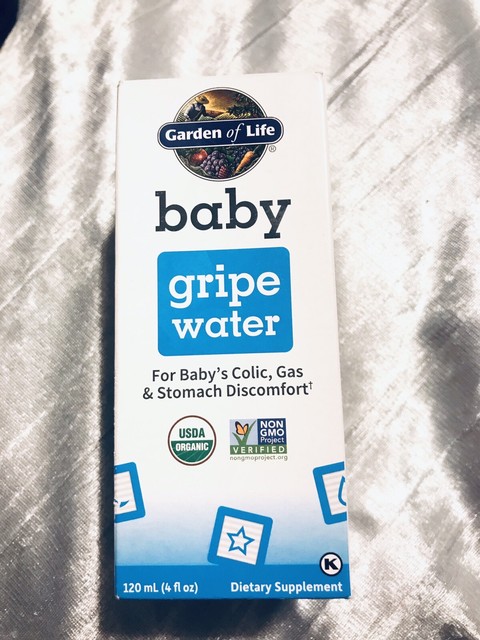 Garden of Life
®
baby
gripe
water
For Baby's Colic, Gas
& Stomach Discomfort†
USDA
ORGANIC
NON
GMO
Project
VERIFIED
nongmoproject.org
K
120 mL (4 fl oz) Dietary Supplement